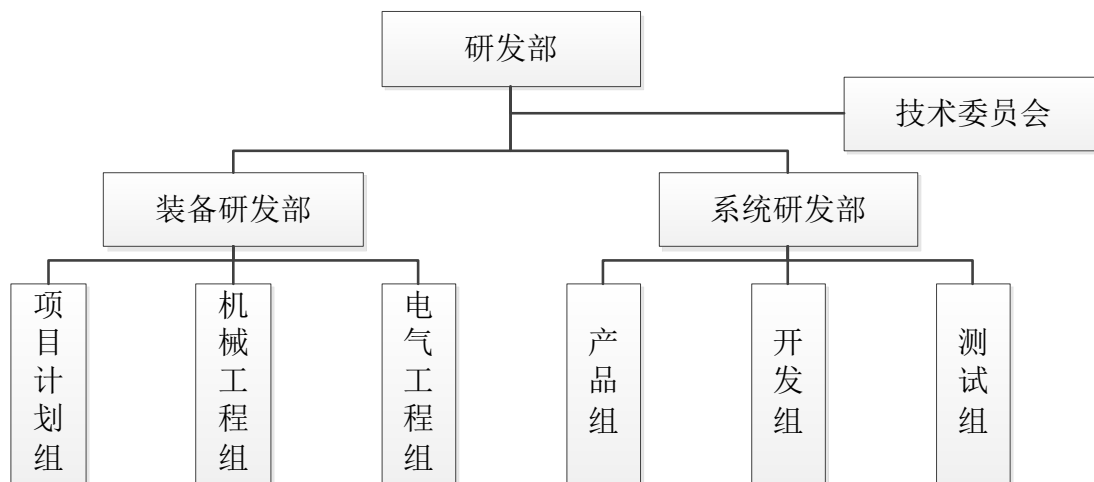 研发部
技术委员会
装备研发部
系统研发部
项目计划组
机械工程组
电气工程组
产品组
开发组
测试组